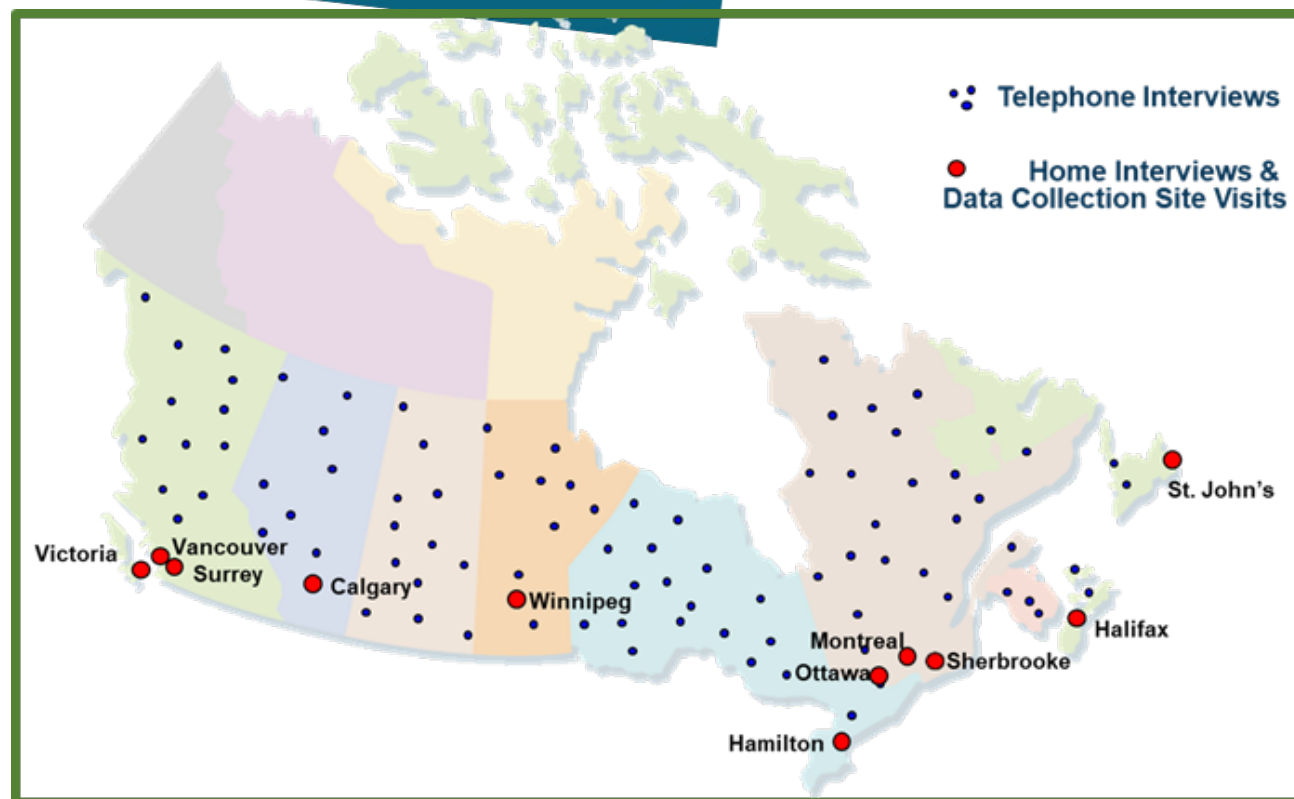 Telephone Interviews
Home Interviews &
Data Collection Site Visits
St. John's
Victoria
Vancouver
Surrey
Calgary
Winnipeg
Halifax
Montreal
Sherbrooke
Ottawa
Hamilton